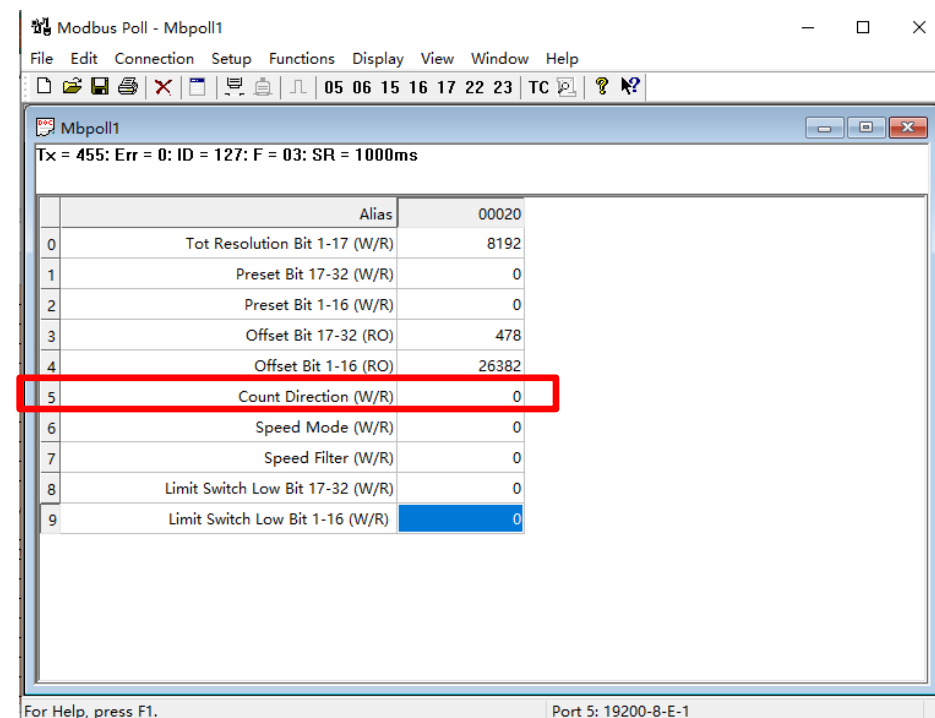 Modbus Poll - Mbpoll1
File Edit Connection Setup Functions Display View Window Help
05 06 15 16 17 22 23 TC
Mbpoll1
Tx = 455: Err = 0: ID = 127: F = 03: SR = 1000ms
Alias 00020
0 Tot Resolution Bit 1-17 (W/R) 8192
1 Preset Bit 17-32 (W/R) 0
2 Preset Bit 1-16 (W/R) 0
3 Offset Bit 17-32 (RO) 478
4 Offset Bit 1-16 (RO) 26382
5 Count Direction (W/R) 0
6 Speed Mode (W/R) 0
7 Speed Filter (W/R) 0
8 Limit Switch Low Bit 17-32 (W/R) 0
9 Limit Switch Low Bit 1-16 (W/R) 0
For Help, press F1. Port 5: 19200-8-E-1